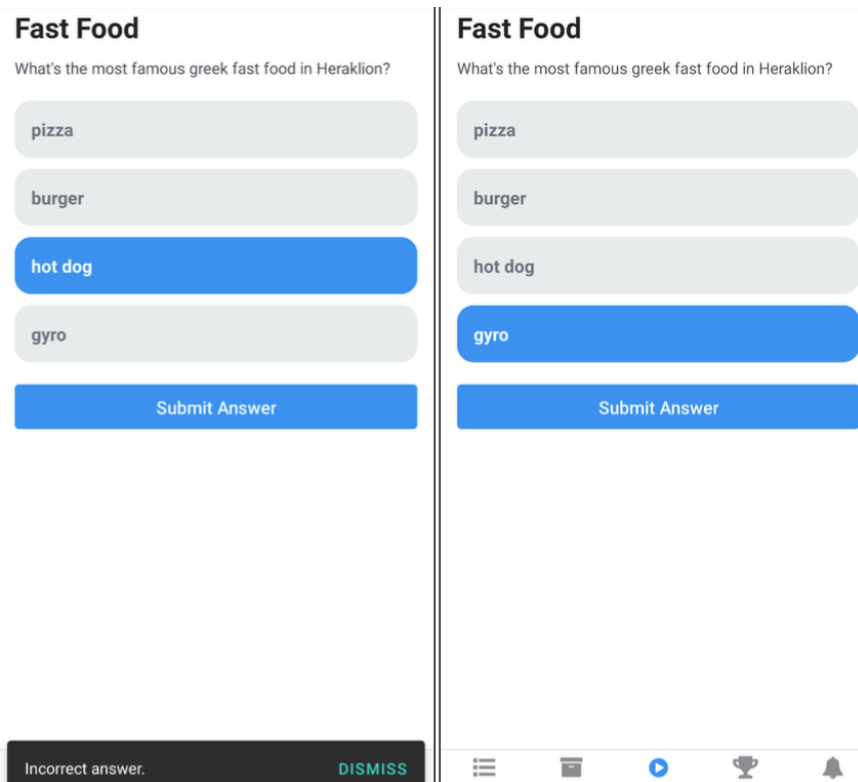 Fast Food
What's the most famous greek fast food in Heraklion?
pizza
burger
hot dog
gyro
Submit Answer
Incorrect answer.
DISMISS
Fast Food
What's the most famous greek fast food in Heraklion?
pizza
burger
hot dog
gyro
Submit Answer